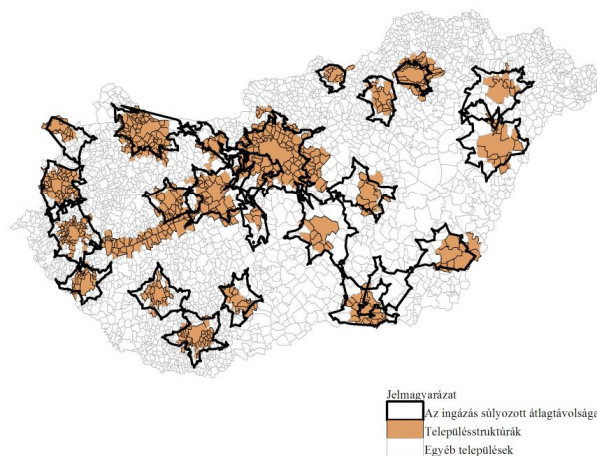 Jelmagyarázat
Az ingázás súlyozott átlagtávolsága
Településstruktúrák
Egyéb települések